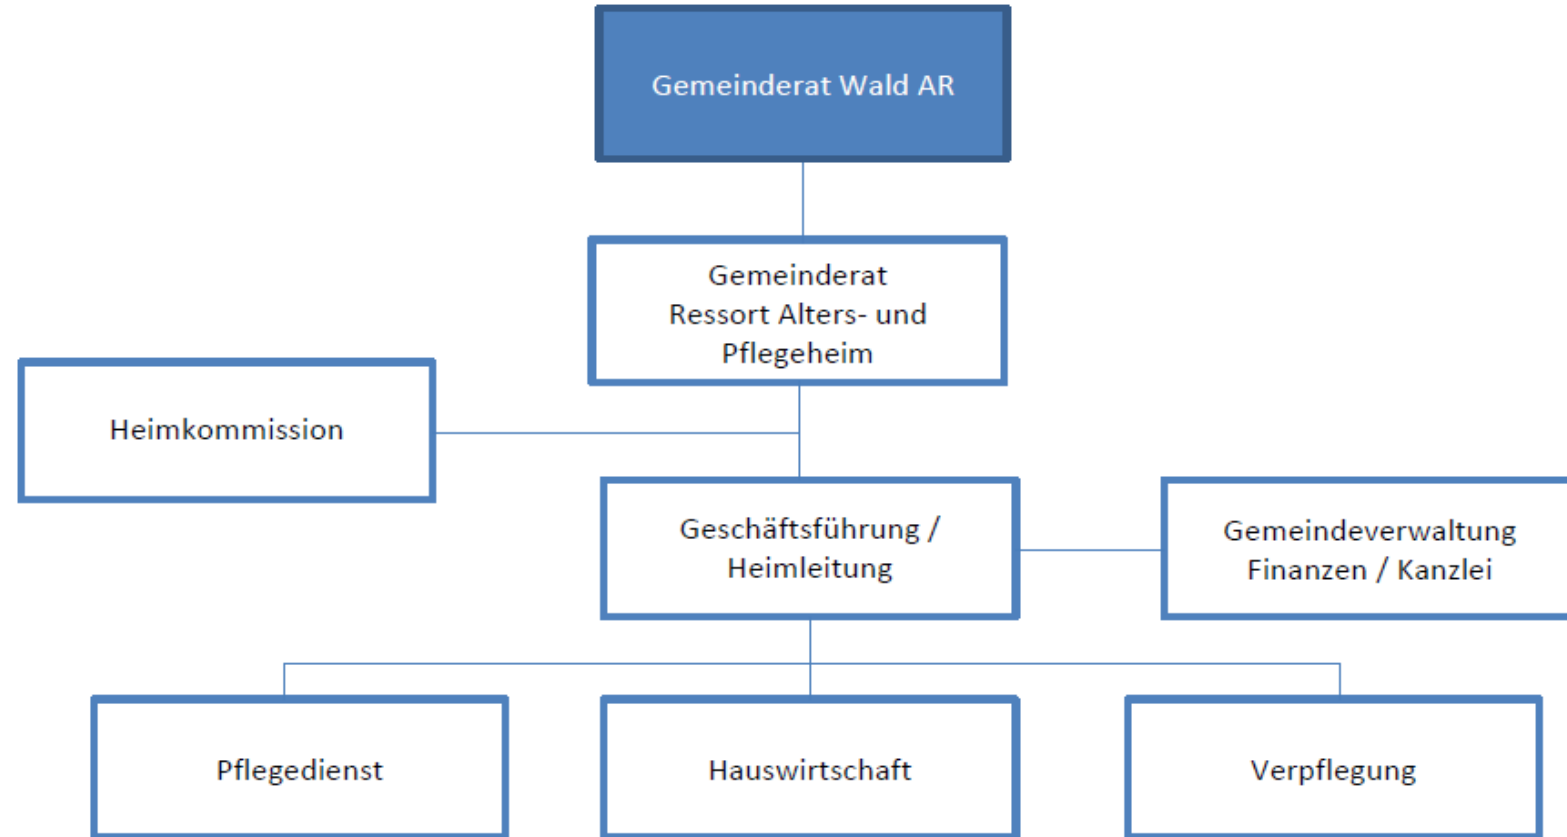 Gemeinderat Wald AR
Gemeinderat
Ressort Alters- und
Pflegeheim
Heimkommission
Geschäftsführung /
Heimleitung
Gemeindeverwaltung
Finanzen / Kanzlei
Pflegedienst
Hauswirtschaft
Verpflegung